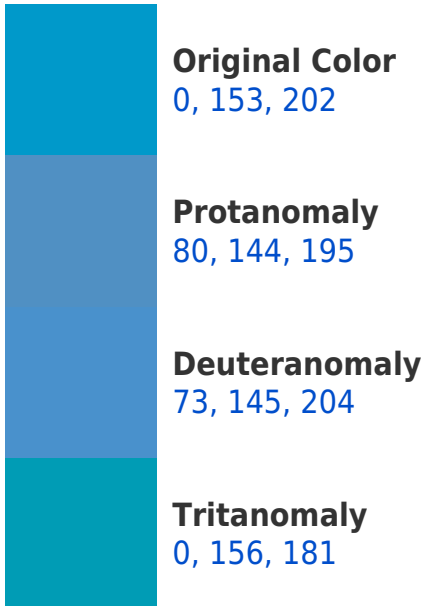 Original Color
0, 153, 202
Protanomaly
80, 144, 195
Deuteranomaly
73, 145, 204
Tritanomaly
0, 156, 181